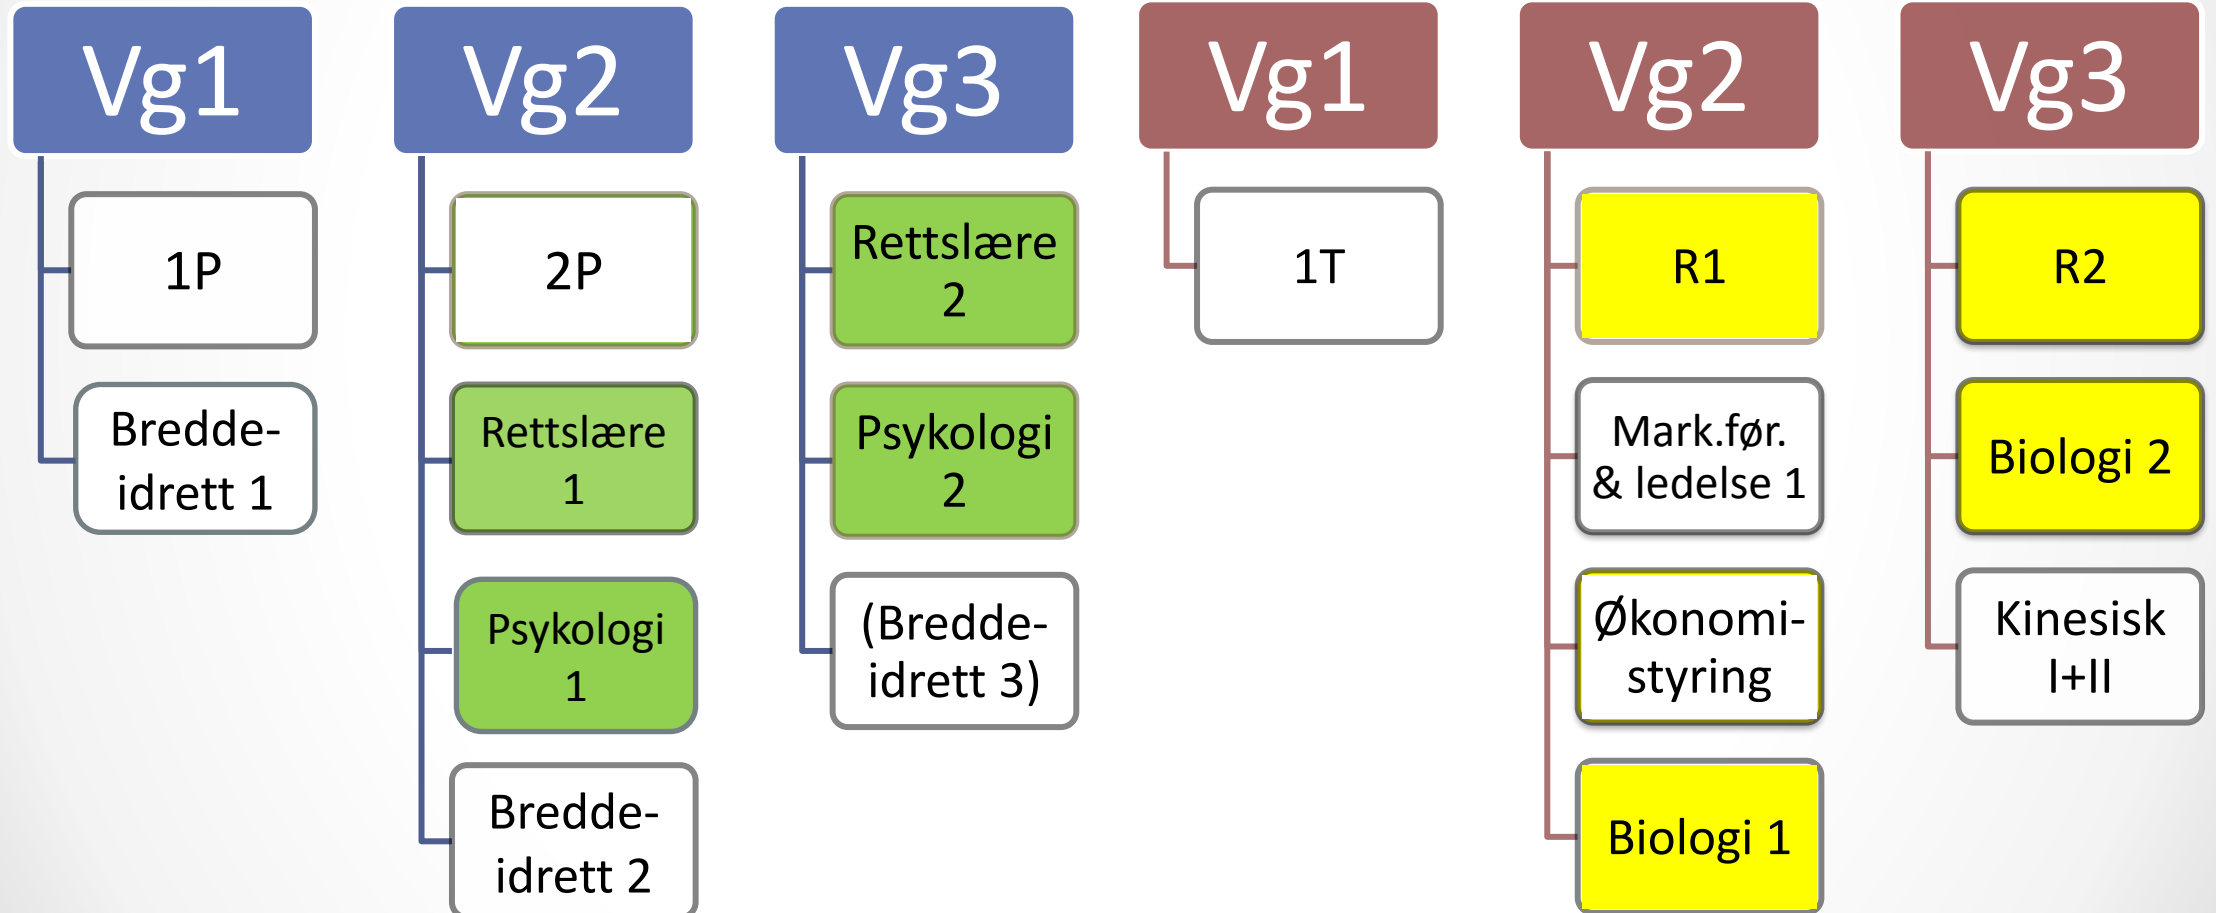 Vg1
1P
Bredde-
idrett 1
Vg2
2P
Rettslære
1
Psykologi
1
Bredde-
idrett 2
Vg3
Rettslære
2
Psykologi
2
(Bredde-
idrett 3)
Vg1
1T
Vg2
R1
Mark.før.
& ledelse 1
Økonomi-
styring
Biologi 1
Vg3
R2
Biologi 2
Kinesisk
I+II